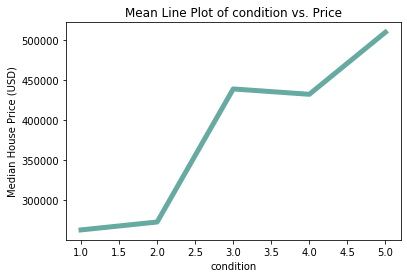 Mean Line Plot of condition vs. Price
Median House Price (USD)
500000
450000
400000
350000
300000
1.0 1.5 2.0 2.5 3.0 3.5 4.0 4.5 5.0
condition